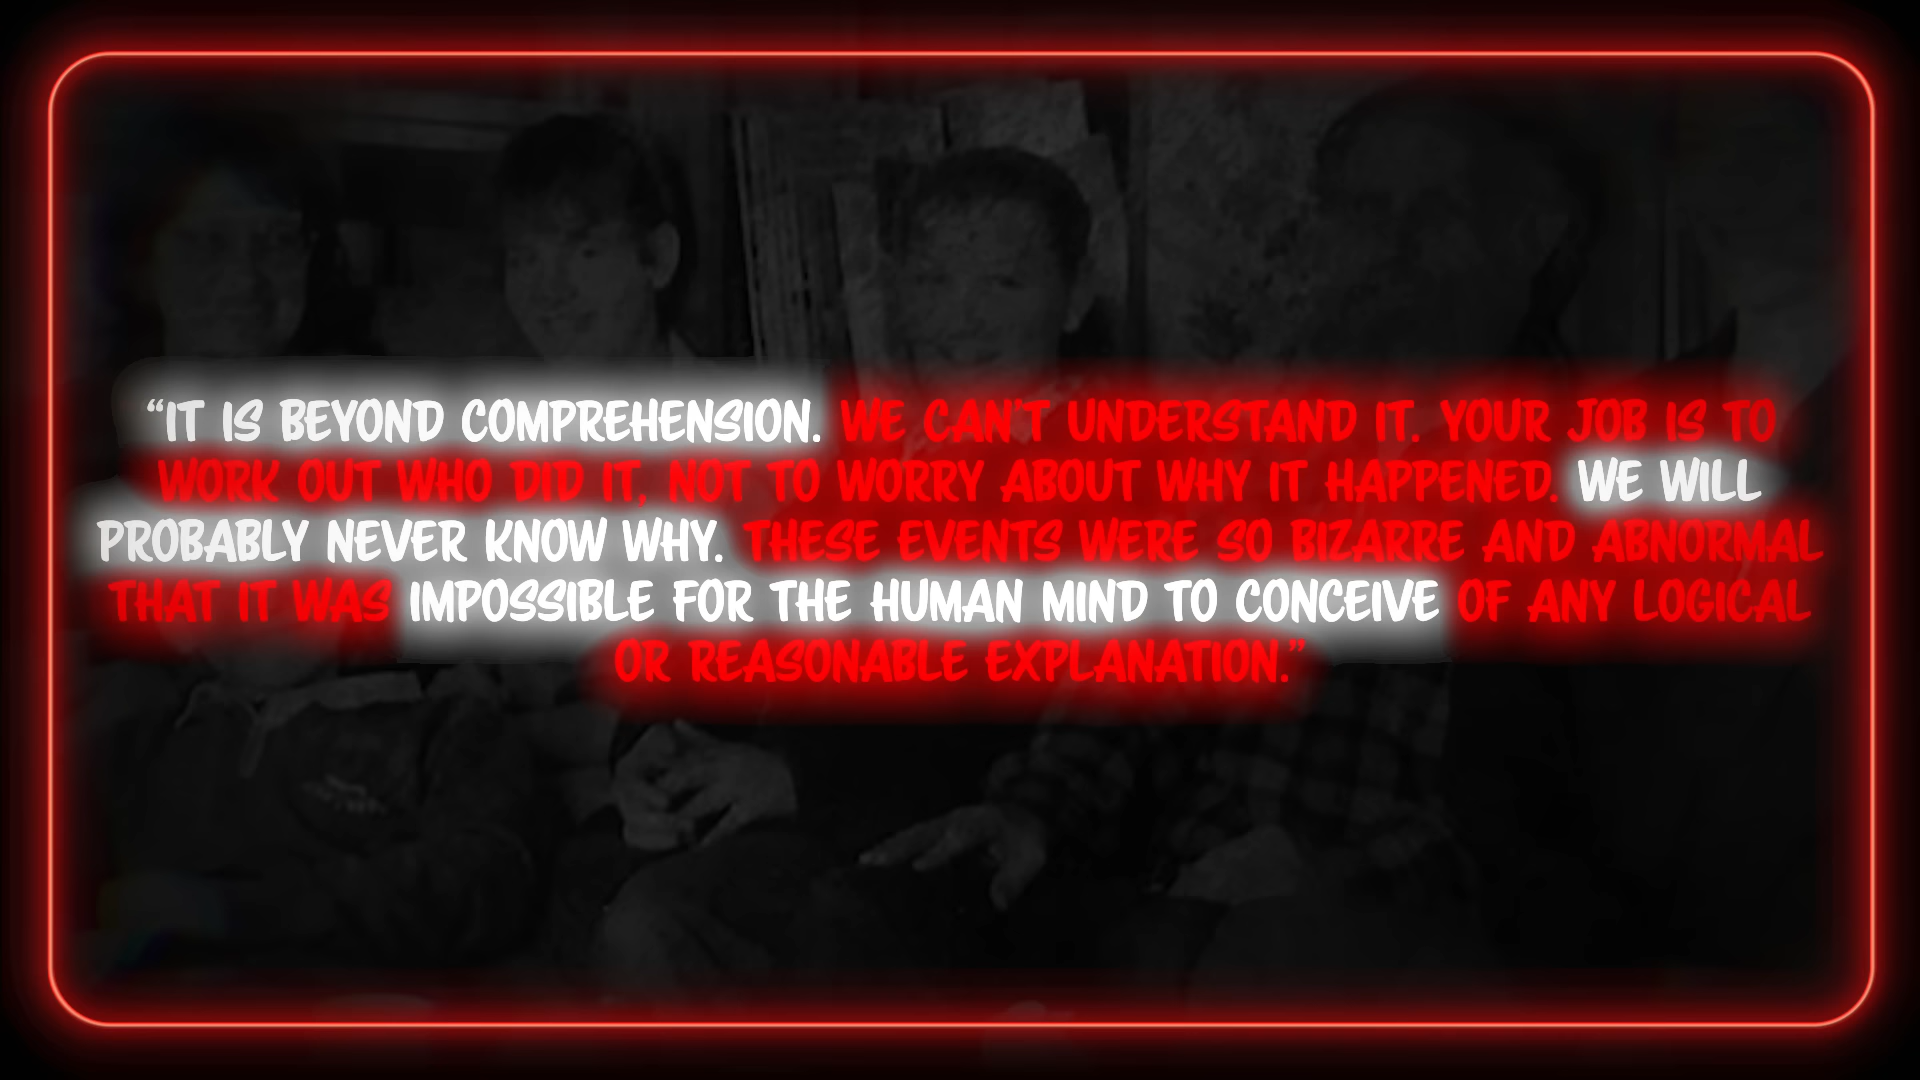 “IT IS BEYOND COMPREHENSION. WE CAN'T UNDERSTAND IT. YOUR JOB IS TO
WORK OUT WHO DID IT, NOT TO WORRY ABOUT WHY IT HAPPENED. WE WILL
PROBABLY NEVER KNOW WHY. THESE EVENTS WERE SO BIZARRE AND ABNORMAL
THAT IT WAS IMPOSSIBLE FOR THE HUMAN MIND TO CONCEIVE OF ANY LOGICAL
OR REASONABLE EXPLANATION.”